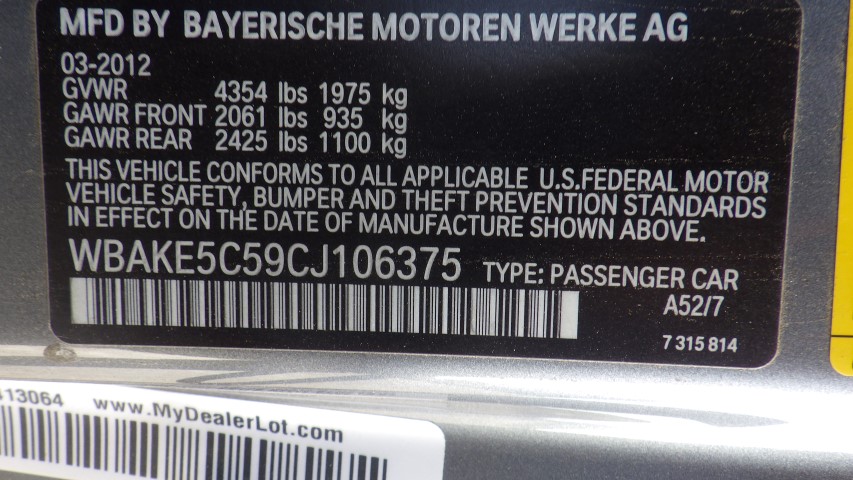 MFD BY BAYERISCHE MOTOREN WERKE AG
03-2012
GVWR 4354 lbs 1975 kg
GAWR FRONT 2061 lbs 935 kg
GAWR REAR 2425 lbs 1100 kg
THIS VEHICLE CONFORMS TO ALL APPLICABLE U.S.FEDERAL MOTOR
VEHICLE SAFETY, BUMPER AND THEFT PREVENTION STANDARDS
IN EFFECT ON THE DATE OF MANUFACTURE SHOWN ABOVE.
WBAKE5C59CJ106375 TYPE: PASSENGER CAR
A52/7
7 315 814
13064 www.MyDealerLot.com